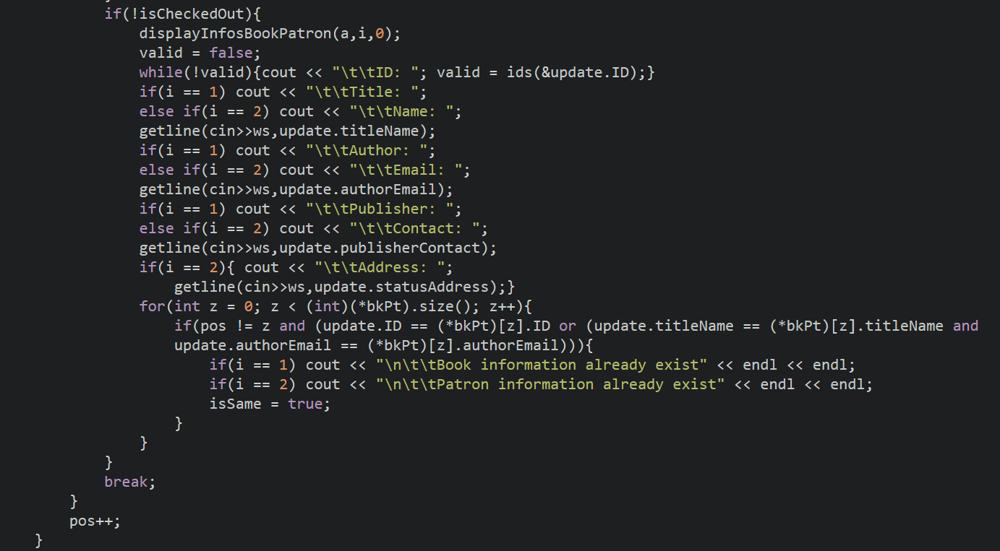 if(!isCheckedOut){
displayInfosBookPatron(a,i,0);
valid = false;
while(!valid){cout << "\t\tID: "; valid = ids(&update.ID);}
if(i == 1) cout << "\t\tTitle: ";
else if(i == 2) cout << "\t\tName: ";
getline(cin>>ws,update.titleName);
if(i == 1) cout << "\t\tAuthor: ";
else if(i == 2) cout << "\t\tEmail: ";
getline(cin>>ws,update.authorEmail);
if(i == 1) cout << "\t\tPublisher: ";
else if(i == 2) cout << "\t\tContact: ";
getline(cin>>ws,update.publisherContact);
if(i == 2){ cout << "\t\tAddress: ";
getline(cin>>ws,update.statusAddress);}
for(int z = 0; z < (int)(*bkPt).size(); z++){
if(pos != z and (update.ID == (*bkPt)[z].ID or (update.titleName == (*bkPt)[z].titleName and
update.authorEmail == (*bkPt)[z].authorEmail))){
if(i == 1) cout << "\n\t\tBook information already exist" << endl << endl;
if(i == 2) cout << "\n\t\tPatron information already exist" << endl << endl;
isSame = true;
}
}
}
break;
}
pos++;
}